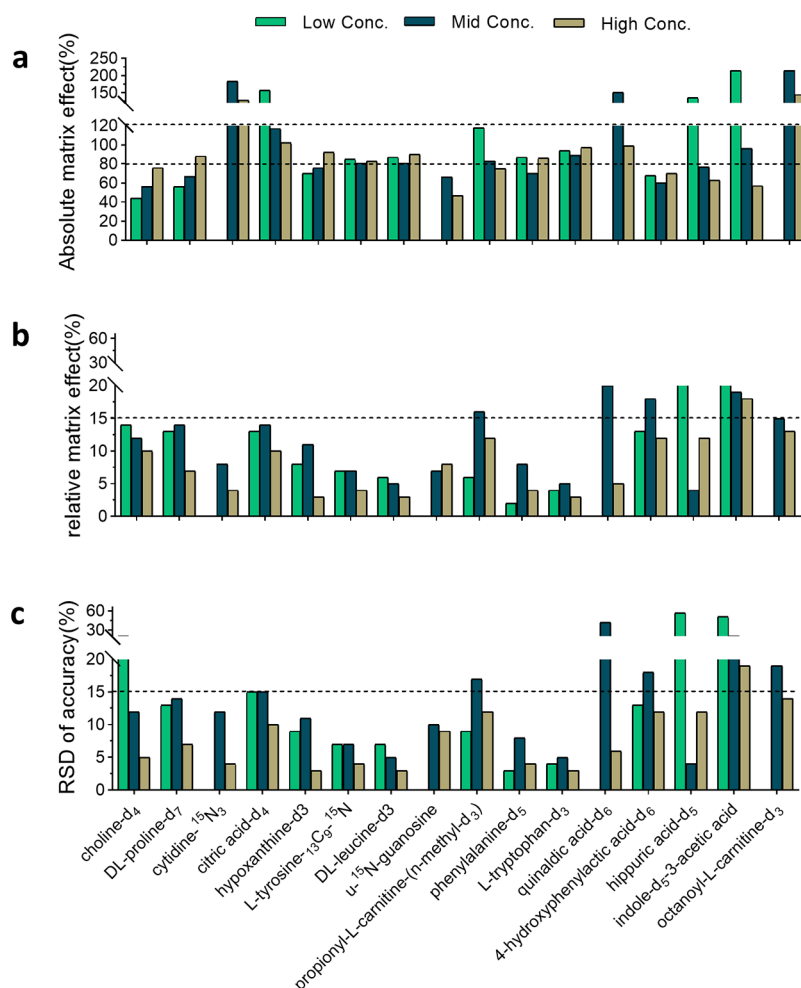 Low Conc. Mid Conc. High Conc.
a
Absolute matrix effect(%)
250
150
120
100
80
60
40
20
0
b
relative matrix effect(%)
60
30
20
15
10
5
0
c
RSD of accuracy(%)
60
30
20
15
10
5
0
choline-d4
DL-proline-d7
cytidine- 15N3
citric acid-d4
hypoxanthine-d3
L-tyrosine-13C9-15N
DL-leucine-d3
u- 15N-guanosine
propionyl-L-carnitine-(n-methyl-d3)
phenylalanine-d5
L-tryptophan-d3
quinaldic acid-d6
4-hydroxyphenylactic acid-d6
hippuric acid-d5
indole-d5-3-acetic acid
octanoyl-L-carnitine-d3